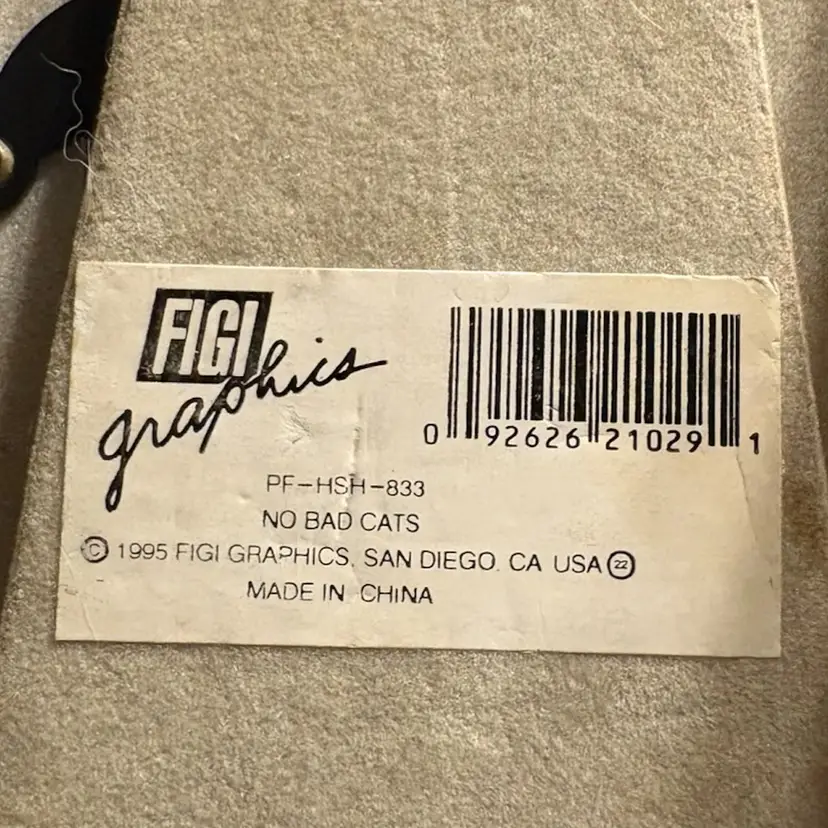 FIGI
graphics
0 92626 21029 1
PF-HSH-833
NO BAD CATS
© 1995 FIGI GRAPHICS, SAN DIEGO. CA USA ㉒
MADE IN CHINA